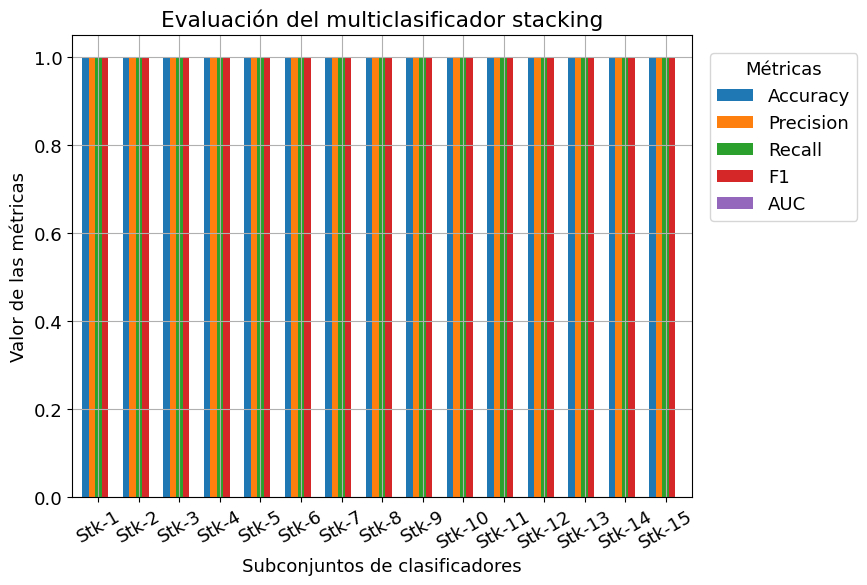 Evaluación del multiclasificador stacking
Valor de las métricas
1.0
0.8
0.6
0.4
0.2
0.0
Stk-1 Stk-2 Stk-3 Stk-4 Stk-5 Stk-6 Stk-7 Stk-8 Stk-9 Stk-10 Stk-11 Stk-12 Stk-13 Stk-14 Stk-15
Subconjuntos de clasificadores
Métricas
Accuracy
Precision
Recall
F1
AUC